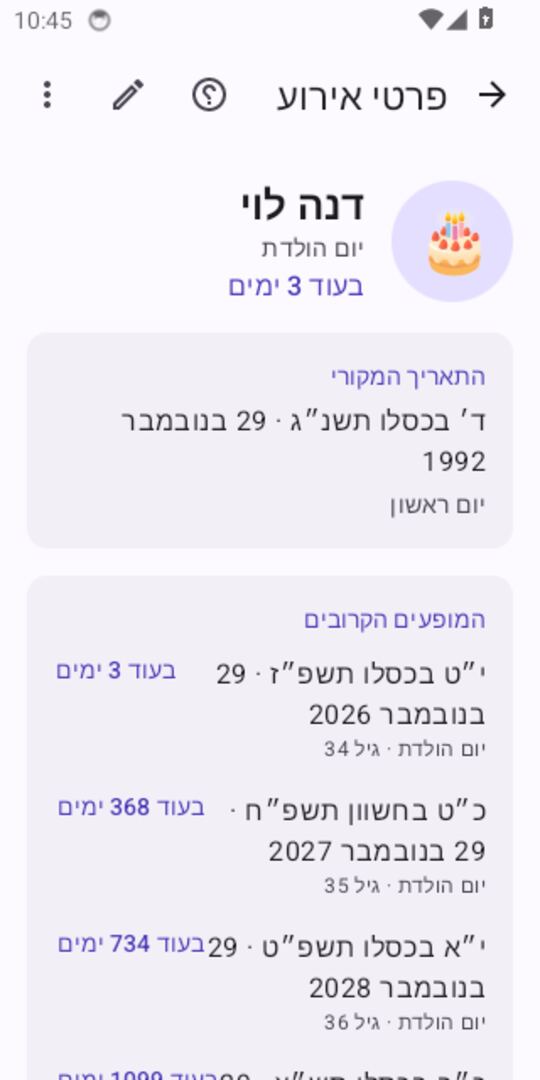 10:45
פרטי אירוע
דנה לוי
יום הולדת
בעוד 3 ימים
התאריך המקורי
ד׳ בכסלו תשנ״ג · 29 בנובמבר
1992
יום ראשון
המופעים הקרובים
י״ט בכסלו תשפ״ז · 29
בנובמבר 2026
בעוד 3 ימים
יום הולדת · גיל 34
כ״ט בחשוון תשפ״ח ·
29 בנובמבר 2027
בעוד 368 ימים
יום הולדת · גיל 35
י״א בכסלו תשפ״ט · 29
בנובמבר 2028
בעוד 734 ימים
יום הולדת · גיל 36
בעוד 1099 ימים